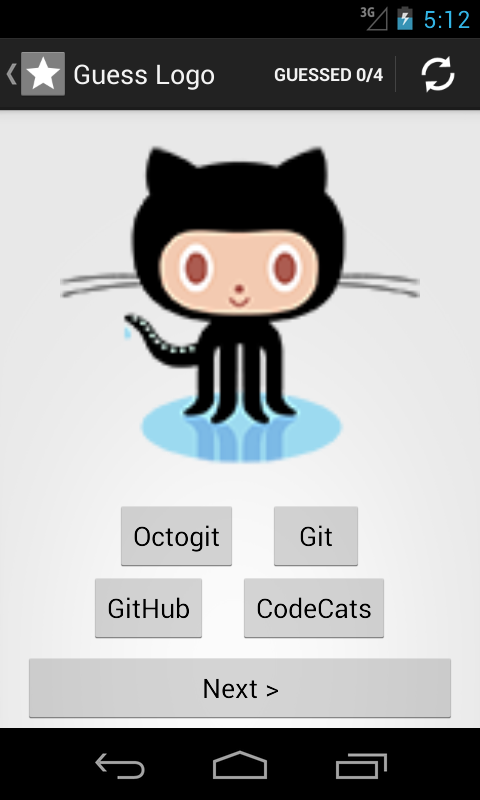 3G 5:12
Guess Logo GUESSED 0/4
Octogit Git
GitHub CodeCats
Next >